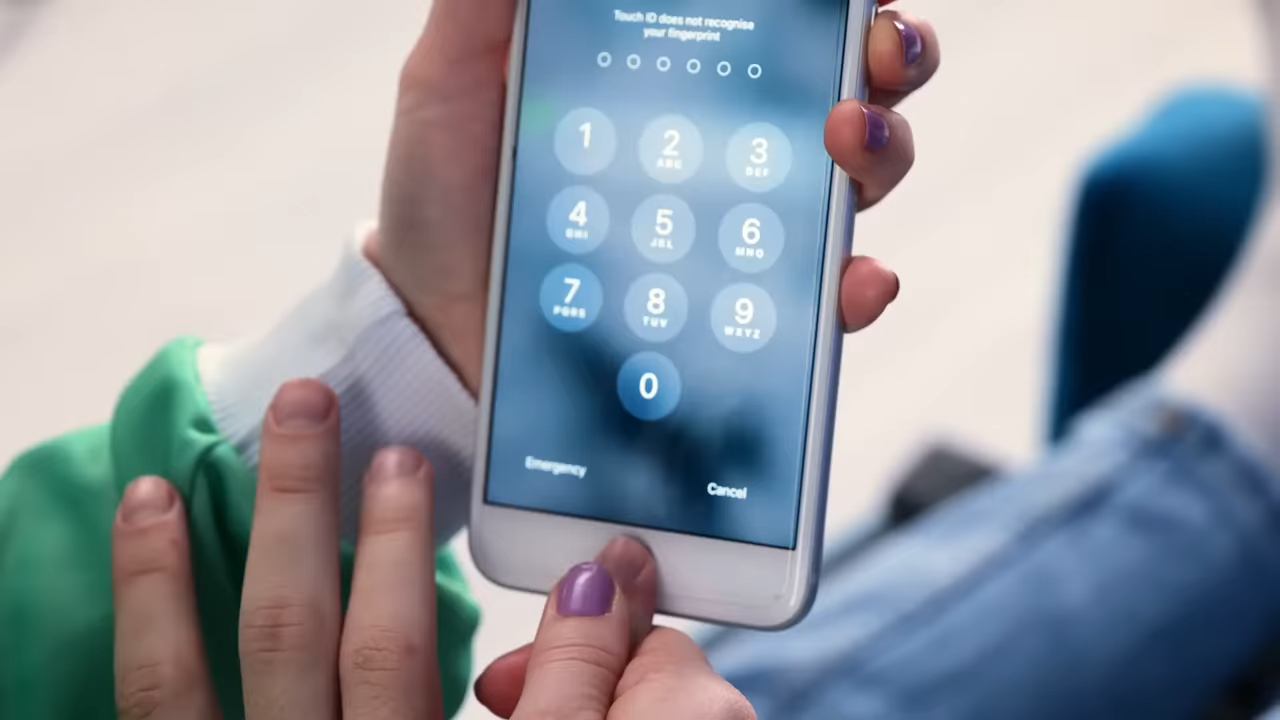 Touch ID does not recognise
your fingerprint
1 2 3
ABC DEF
4 5 6
GHI JKL MNO
7 8 9
PQRS TUV WXYZ
0
Emergency Cancel